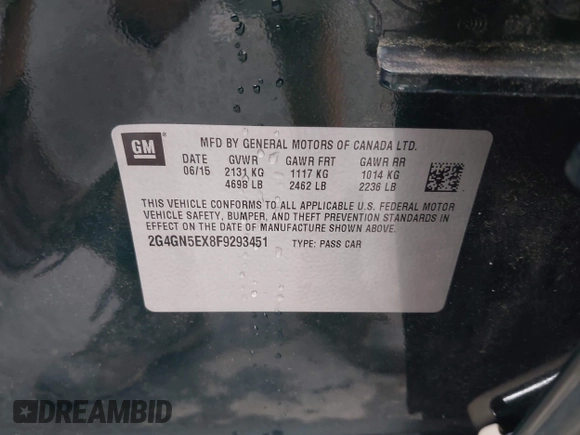 GM
MFD BY GENERAL MOTORS OF CANADA LTD.
DATE GVWR GAWR FRT GAWR RR
06/15 2131 KG 1117 KG 1014 KG
4698 LB 2462 LB 2236 LB
THIS VEHICLE CONFORMS TO ALL APPLICABLE U.S. FEDERAL MOTOR
VEHICLE SAFETY, BUMPER, AND THEFT PREVENTION STANDARDS IN
EFFECT ON THE DATE OF MANUFACTURE SHOWN ABOVE.
2G4GN5EX8F9293451 TYPE: PASS CAR
DREAMBID